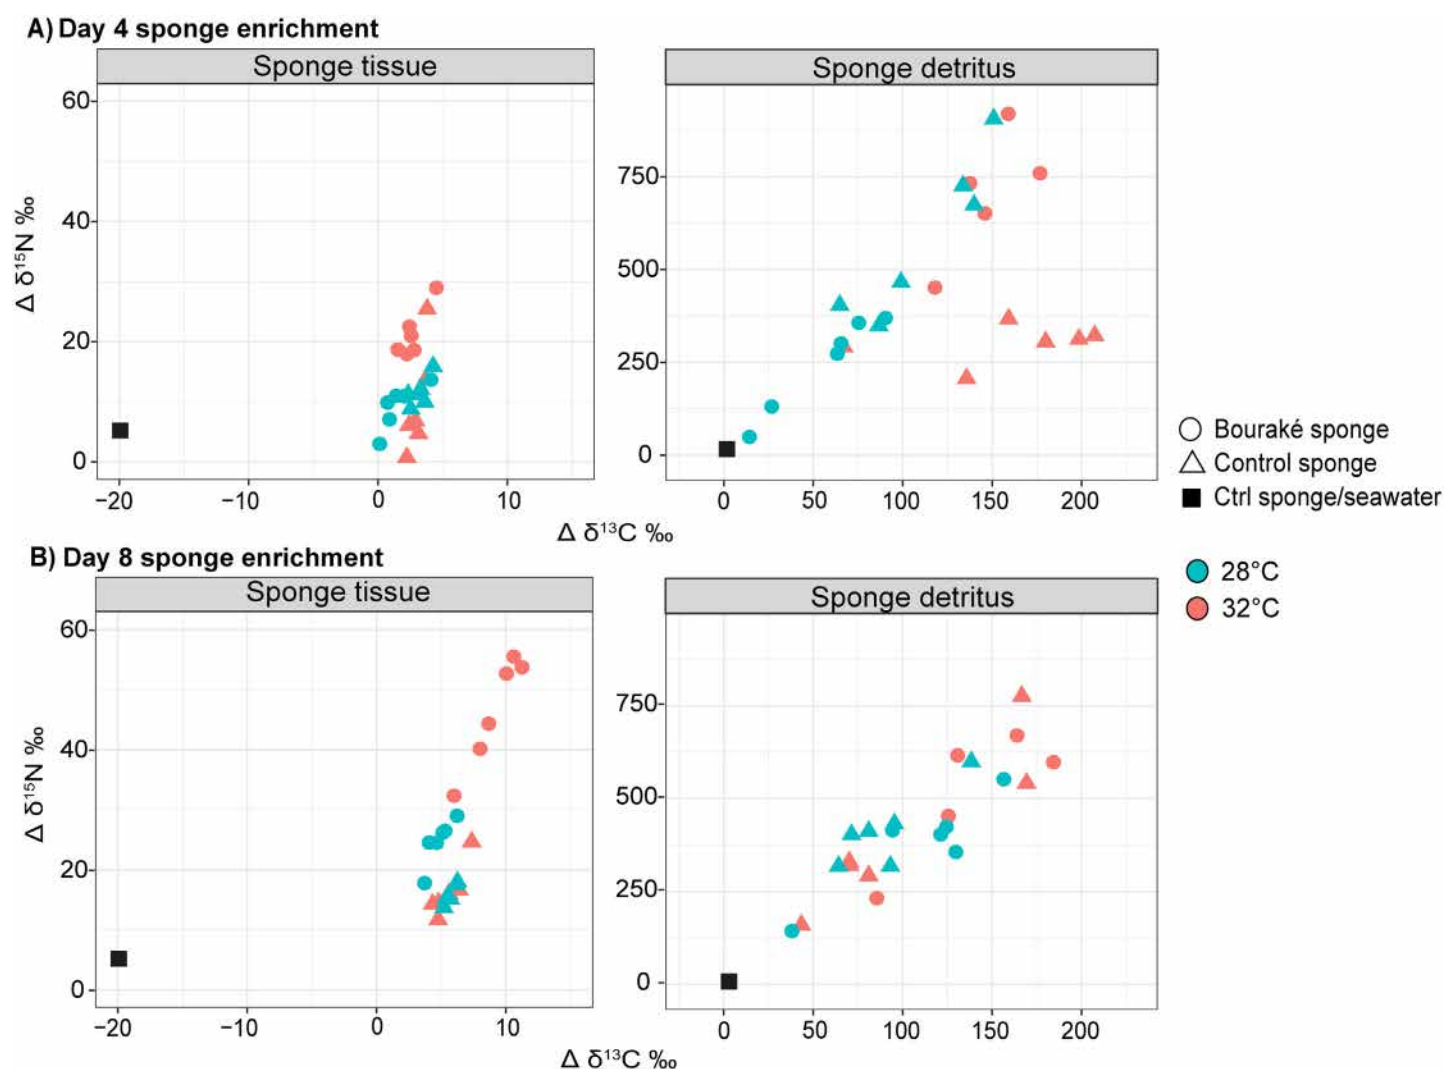 A) Day 4 sponge enrichment
Sponge tissue
Sponge detritus
60
40
20
0
Δ δ¹⁵N ‰
−20
−10
0
10
750
500
250
0
0
50
100
150
200
Δ δ¹³C ‰
Bouraké sponge
Control sponge
Ctrl sponge/seawater
28°C
32°C
B) Day 8 sponge enrichment
Sponge tissue
Sponge detritus
60
40
20
0
Δ δ¹⁵N ‰
−20
−10
0
10
750
500
250
0
0
50
100
150
200
Δ δ¹³C ‰